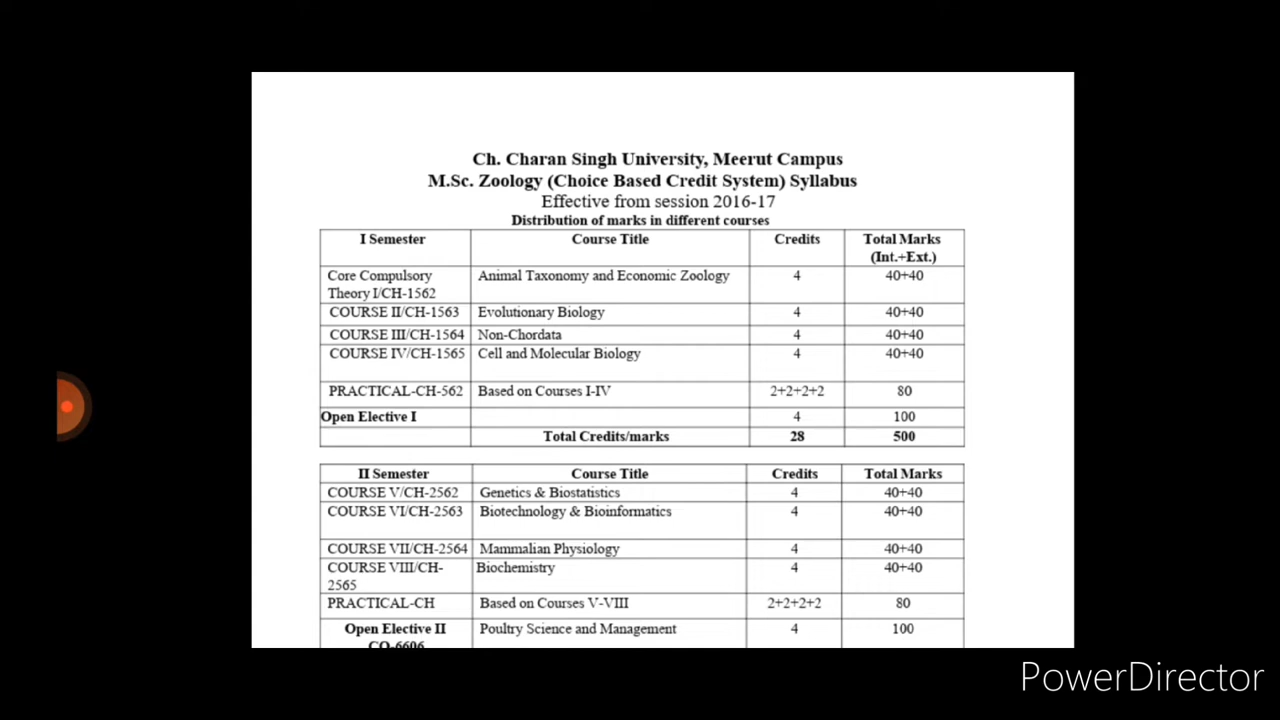 Ch. Charan Singh University, Meerut Campus
M.Sc. Zoology (Choice Based Credit System) Syllabus
Effective from session 2016-17
Distribution of marks in different courses
I Semester Course Title Credits Total Marks
(Int.+Ext.)
Core Compulsory Animal Taxonomy and Economic Zoology 4 40+40
Theory I/CH-1562
COURSE II/CH-1563 Evolutionary Biology 4 40+40
COURSE III/CH-1564 Non-Chordata 4 40+40
COURSE IV/CH-1565 Cell and Molecular Biology 4 40+40
PRACTICAL-CH-562 Based on Courses I-IV 2+2+2+2 80
Open Elective I 4 100
Total Credits/marks 28 500
II Semester Course Title Credits Total Marks
COURSE V/CH-2562 Genetics & Biostatistics 4 40+40
COURSE VI/CH-2563 Biotechnology & Bioinformatics 4 40+40
COURSE VII/CH-2564 Mammalian Physiology 4 40+40
COURSE VIII/CH- Biochemistry 4 40+40
2565
PRACTICAL-CH Based on Courses V-VIII 2+2+2+2 80
Open Elective II Poultry Science and Management 4 100
CO-6606
PowerDirector